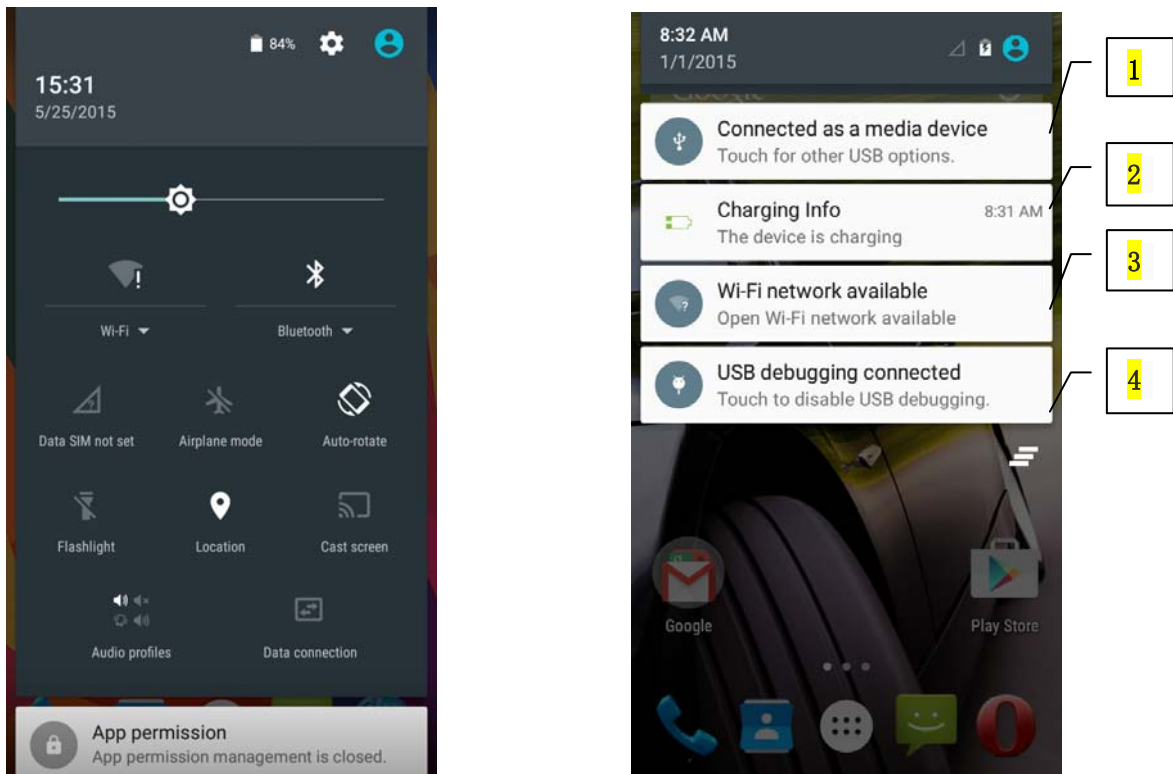 84%
15:31
5/25/2015
Wi-Fi
Bluetooth
Data SIM not set
Airplane mode
Auto-rotate
Flashlight
Location
Cast screen
Audio profiles
Data connection
App permission
App permission management is closed.
8:32 AM
1/1/2015
Connected as a media device
Touch for other USB options.
Charging Info
8:31 AM
The device is charging
Wi-Fi network available
Open Wi-Fi network available
USB debugging connected
Touch to disable USB debugging.
Google
Play Store
1
2
3
4